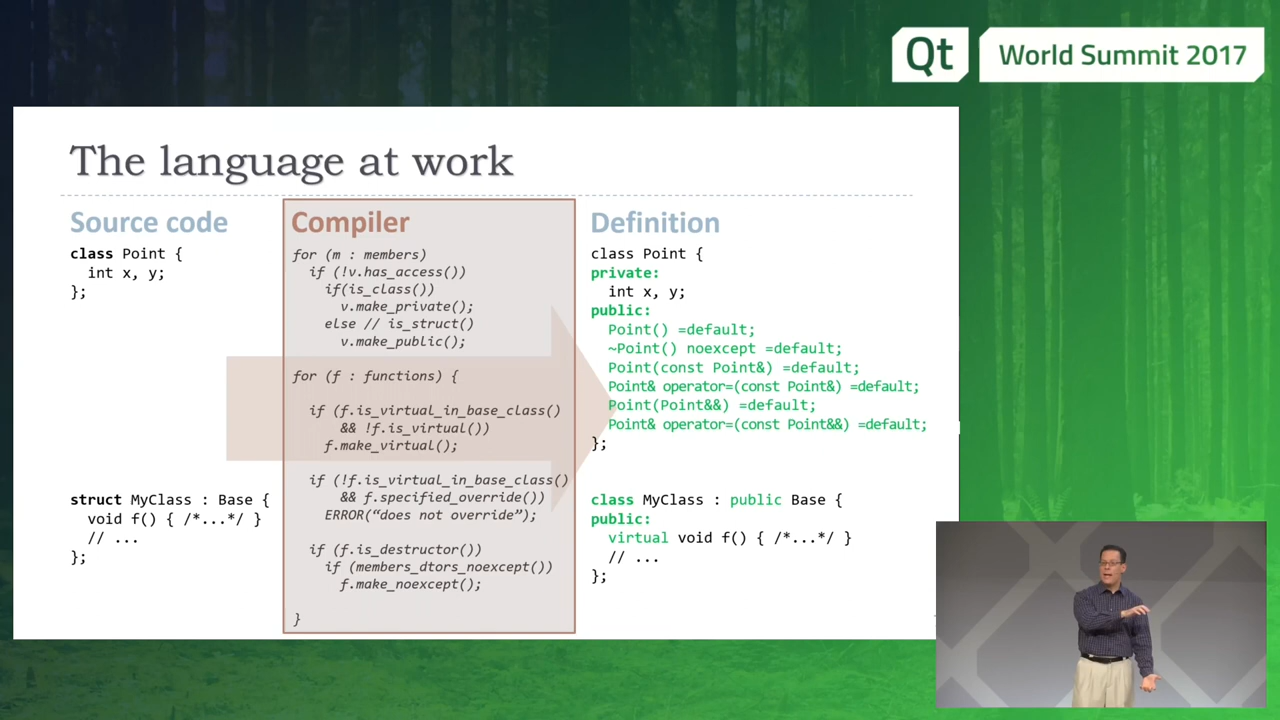 Qt World Summit 2017
The language at work
Source code
class Point {
int x, y;
};
struct MyClass : Base {
void f() { /*...*/ }
// ...
};
Compiler
for (m : members)
if (!v.has_access())
if(is_class())
v.make_private();
else // is_struct()
v.make_public();
for (f : functions) {
if (f.is_virtual_in_base_class()
&& !f.is_virtual())
f.make_virtual();
if (!f.is_virtual_in_base_class()
&& f.specified_override())
ERROR(“does not override”);
if (f.is_destructor())
if (members_dtors_noexcept())
f.make_noexcept();
}
Definition
class Point {
private:
int x, y;
public:
Point() =default;
~Point() noexcept =default;
Point(const Point&) =default;
Point& operator=(const Point&) =default;
Point(Point&&) =default;
Point& operator=(const Point&&) =default;
};
class MyClass : public Base {
public:
virtual void f() { /*...*/ }
// ...
};